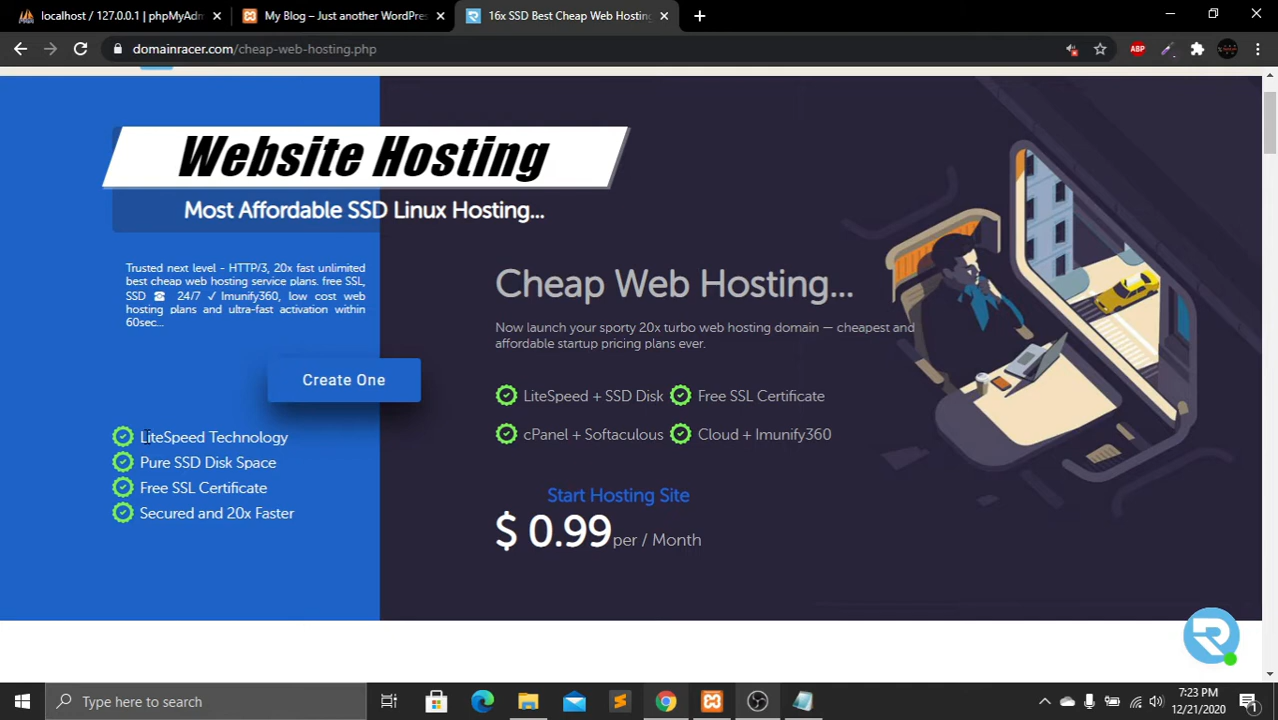 localhost / 127.0.0.1 | phpMyAdm
My Blog – Just another WordPres
16x SSD Best Cheap Web Hosting
domainracer.com/cheap-web-hosting.php
ABP
Website Hosting
Most Affordable SSD Linux Hosting...
Trusted next level - HTTP/3, 20x fast unlimited
best cheap web hosting service plans. free SSL,
SSD ☎ 24/7 ✓ Imunify360, low cost web
hosting plans and ultra-fast activation within
60sec...
Create One
LiteSpeed Technology
Pure SSD Disk Space
Free SSL Certificate
Secured and 20x Faster
Cheap Web Hosting...
Now launch your sporty 20x turbo web hosting domain — cheapest and
affordable startup pricing plans ever.
LiteSpeed + SSD Disk
Free SSL Certificate
cPanel + Softaculous
Cloud + Imunify360
Start Hosting Site
$ 0.99 per / Month
Type here to search
7:23 PM
12/21/2020